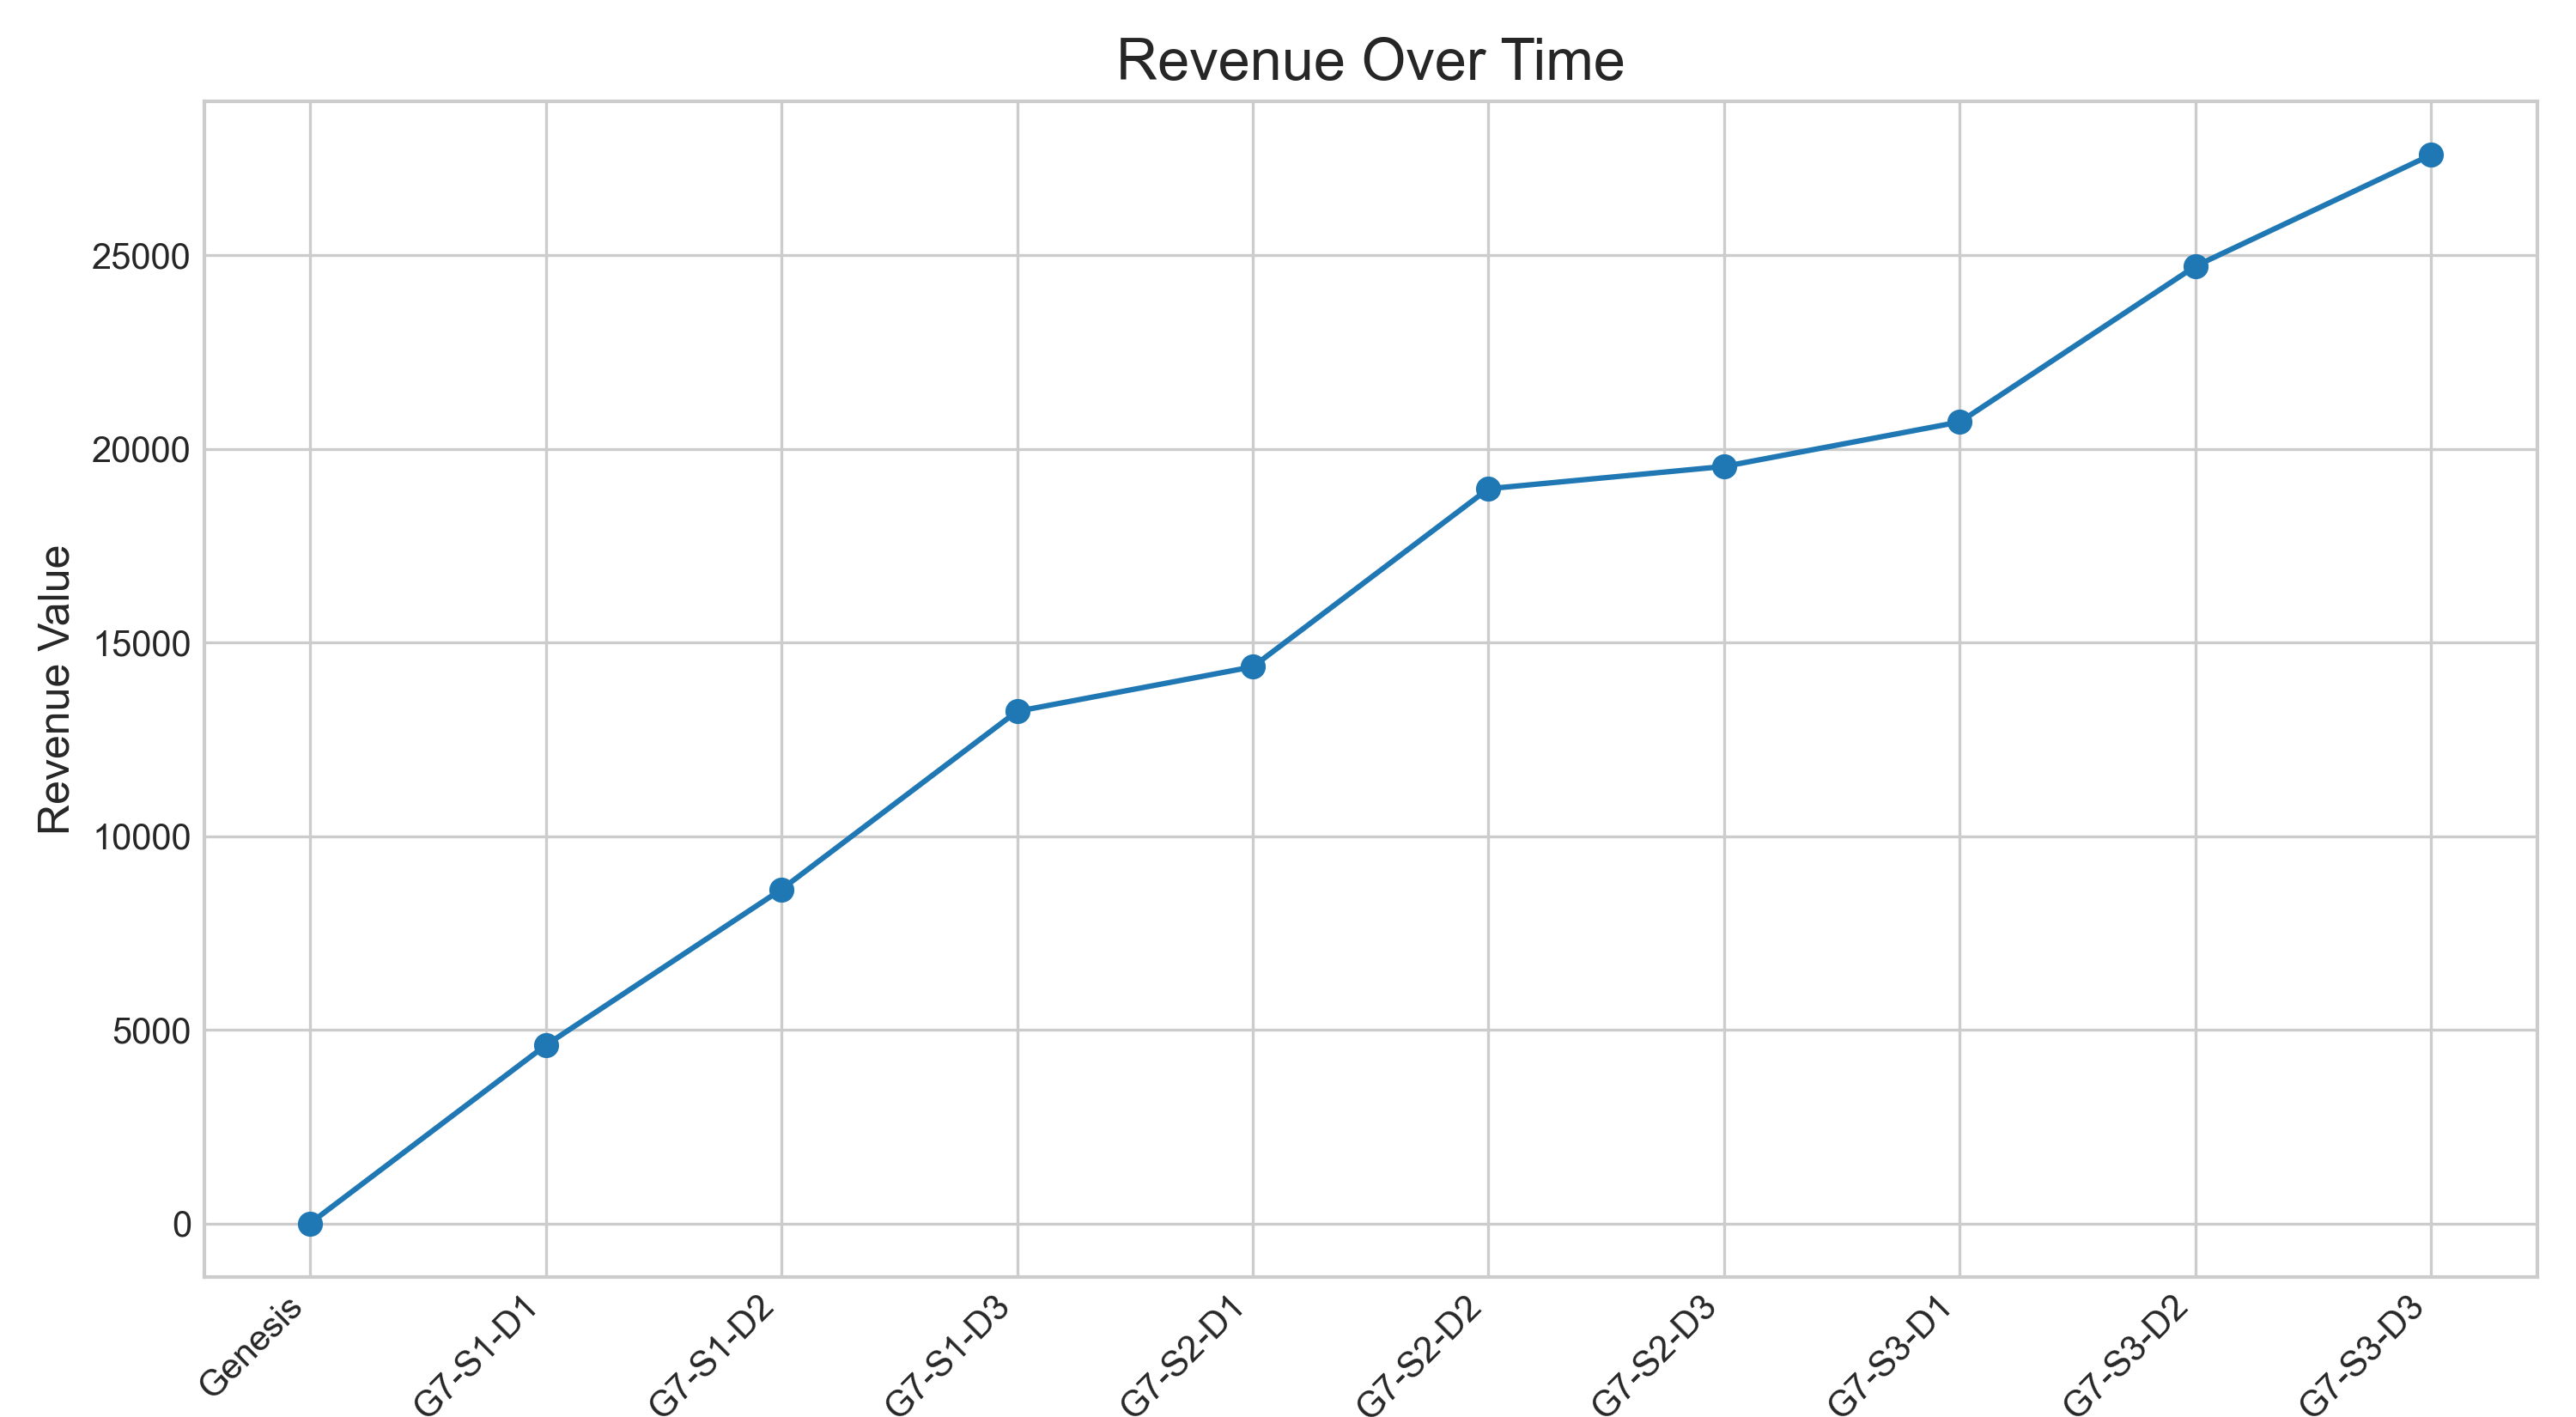 Revenue Over Time
Revenue Value
25000
20000
15000
10000
5000
0
Genesis
G7-S1-D1
G7-S1-D2
G7-S1-D3
G7-S2-D1
G7-S2-D2
G7-S2-D3
G7-S3-D1
G7-S3-D2
G7-S3-D3